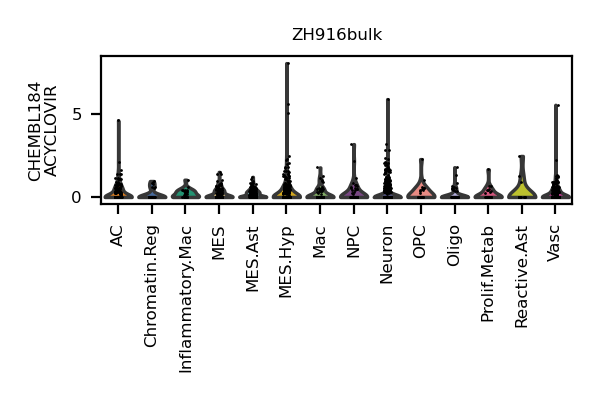 ZH916bulk
CHEMBL184
ACYCLOVIR
5
0
AC
Chromatin.Reg
Inflammatory.Mac
MES
MES.Ast
MES.Hyp
Mac
NPC
Neuron
OPC
Oligo
Prolif.Metab
Reactive.Ast
Vasc